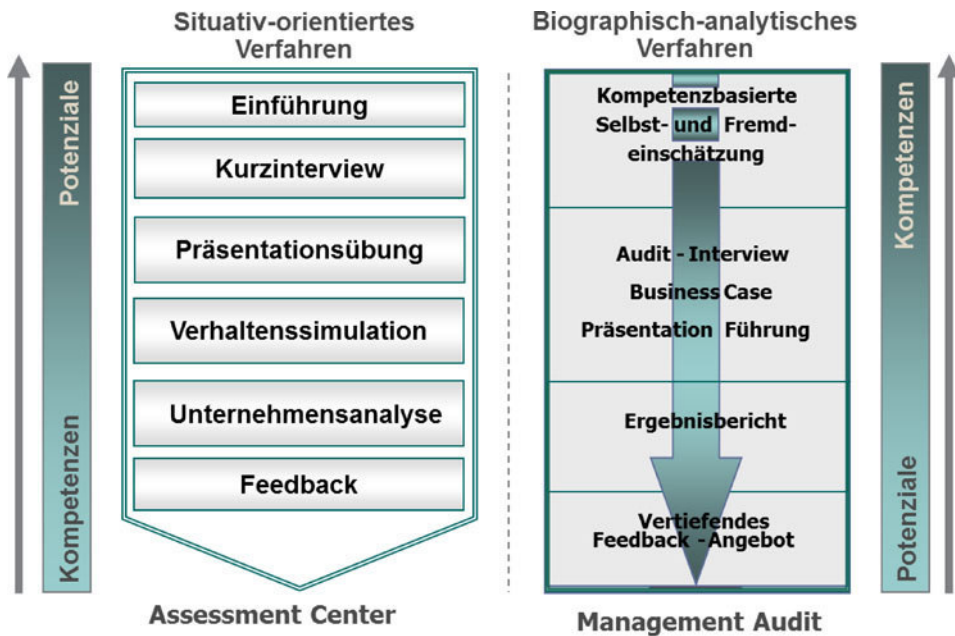 Situativ-orientiertes
Verfahren
Potenziale
Kompetenzen
Einführung
Kurzinterview
Präsentationsübung
Verhaltenssimulation
Unternehmensanalyse
Feedback
Assessment Center
Biographisch-analytisches
Verfahren
Kompetenzbasierte
Selbst- und Fremd-
einschätzung
Audit - Interview
Business Case
Präsentation Führung
Ergebnisbericht
Vertiefendes
Feedback - Angebot
Management Audit
Kompetenzen
Potenziale